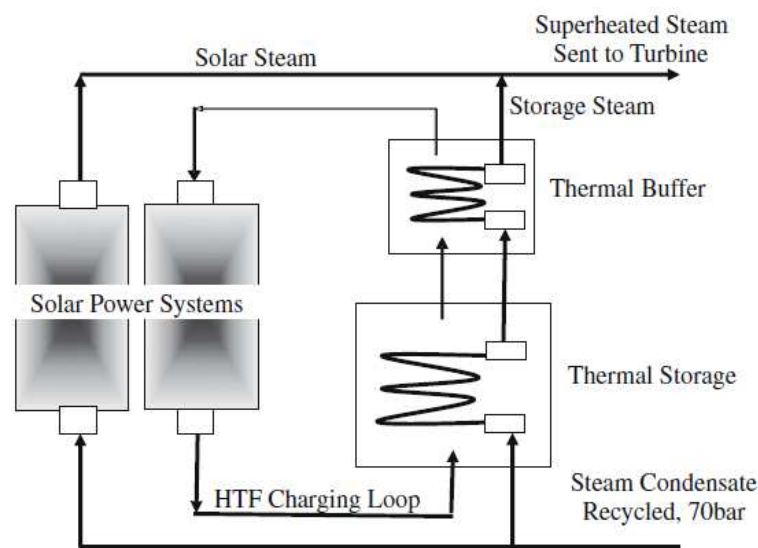 Superheated Steam
Sent to Turbine
Solar Steam
Storage Steam
Thermal Buffer
Solar Power Systems
Thermal Storage
HTF Charging Loop
Steam Condensate
Recycled, 70bar